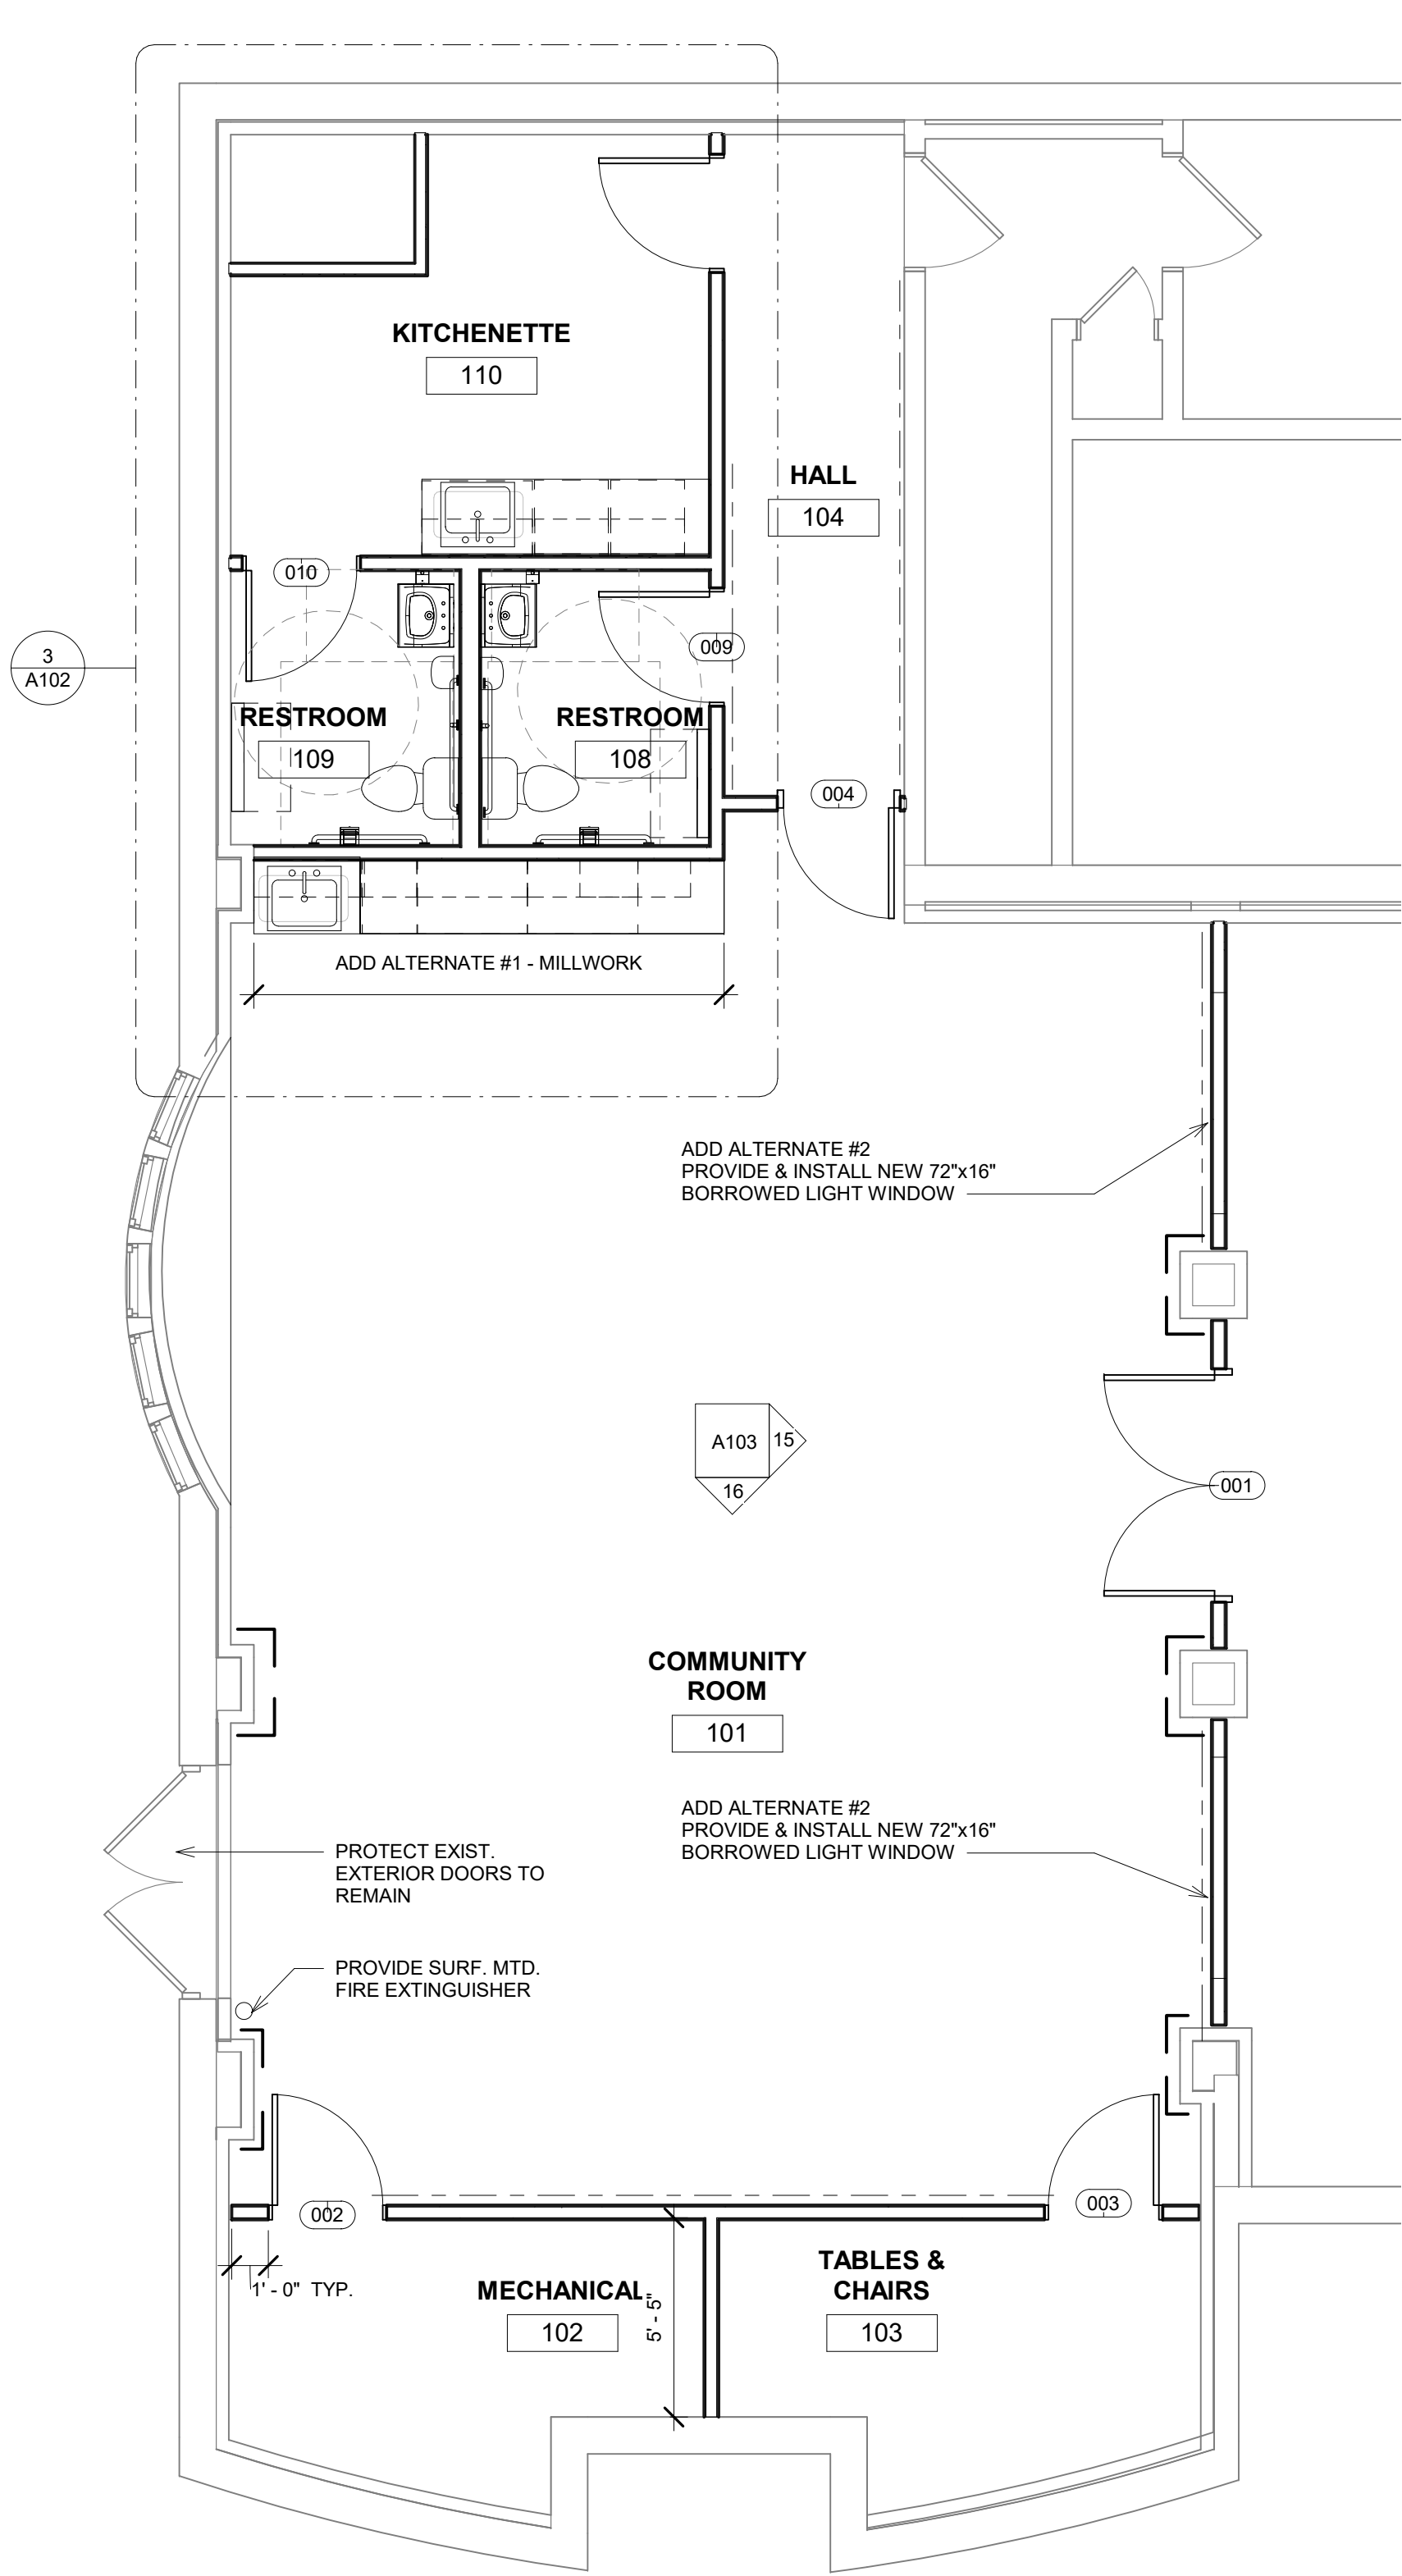 KITCHENETTE
110
HALL
104
010
009
3
A102
RESTROOM
109
RESTROOM
108
004
ADD ALTERNATE #1 - MILLWORK
ADD ALTERNATE #2
PROVIDE & INSTALL NEW 72"x16"
BORROWED LIGHT WINDOW
A103
15
16
001
COMMUNITY
ROOM
101
ADD ALTERNATE #2
PROVIDE & INSTALL NEW 72"x16"
BORROWED LIGHT WINDOW
PROTECT EXIST.
EXTERIOR DOORS TO
REMAIN
PROVIDE SURF. MTD.
FIRE EXTINGUISHER
002
003
1' - 0" TYP.
MECHANICAL
102
5' - 5"
TABLES &
CHAIRS
103